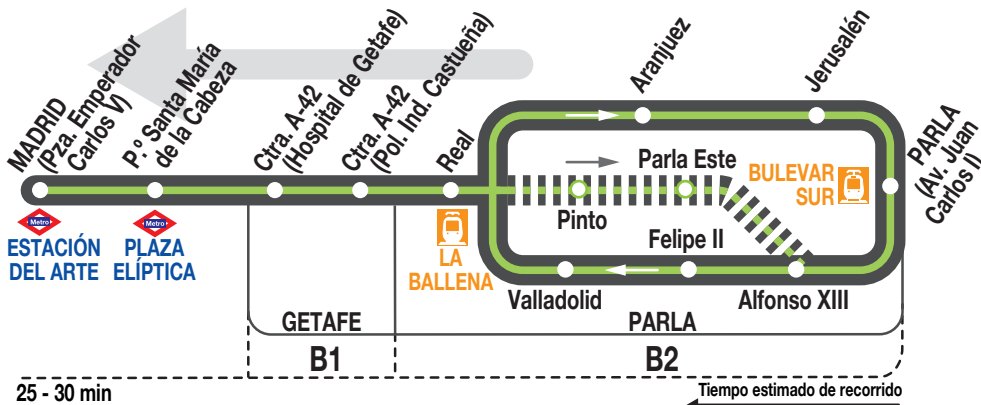 MADRID
(Pza. Emperador
Carlos V)
P.º Santa María
de la Cabeza
Ctra. A-42
(Hospital de Getafe)
Ctra. A-42
(Pol. Ind. Castueña)
Real
Aranjuez
Jerusalén
PARLA
(Av. Juan
Carlos I)
Parla Este
BULEVAR
SUR
Pinto
Felipe II
Valladolid
Alfonso XIII
Metro
ESTACIÓN
DEL ARTE
Metro
PLAZA
ELÍPTICA
LA
BALLENA
GETAFE
PARLA
B1
B2
25 - 30 min
Tiempo estimado de recorrido